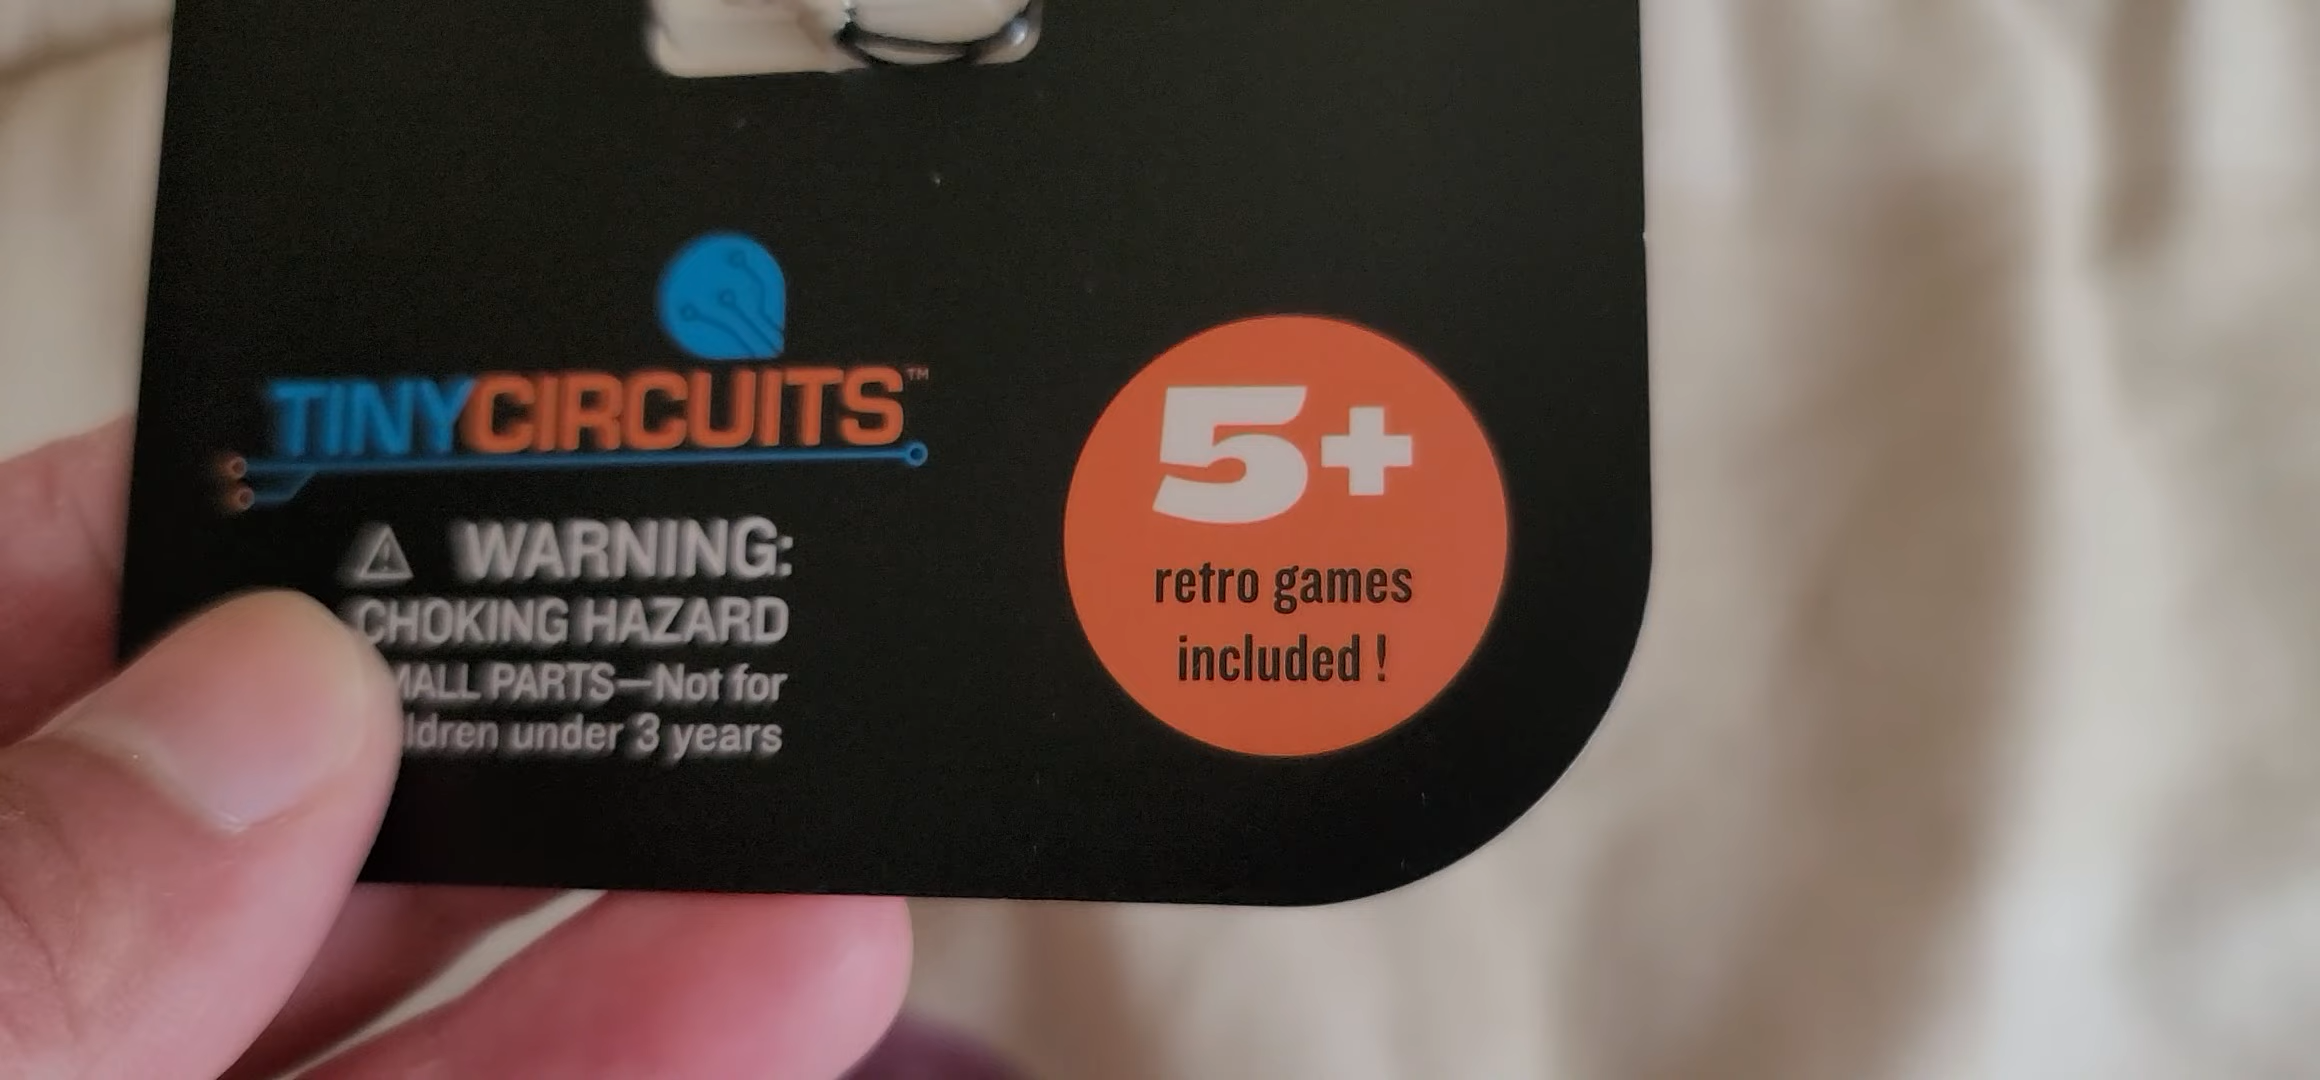 TINYCIRCUITS™
⚠ WARNING:
CHOKING HAZARD
PARTS—Not for
under 3 years
5+
retro games
included !